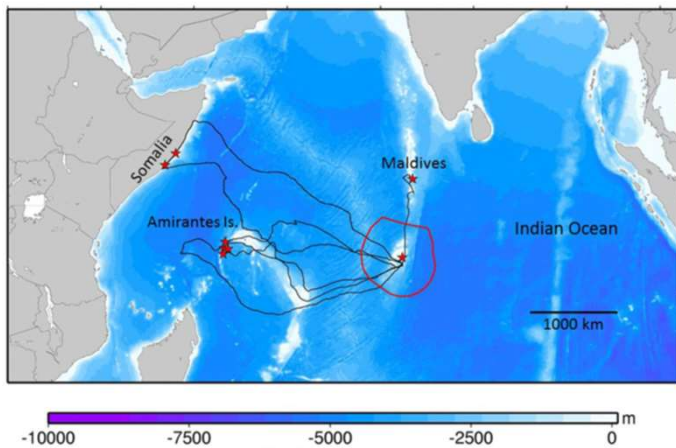 Somalia
Maldives
Amirantes Is.
Indian Ocean
1000 km
m
-10000 -7500 -5000 -2500 0